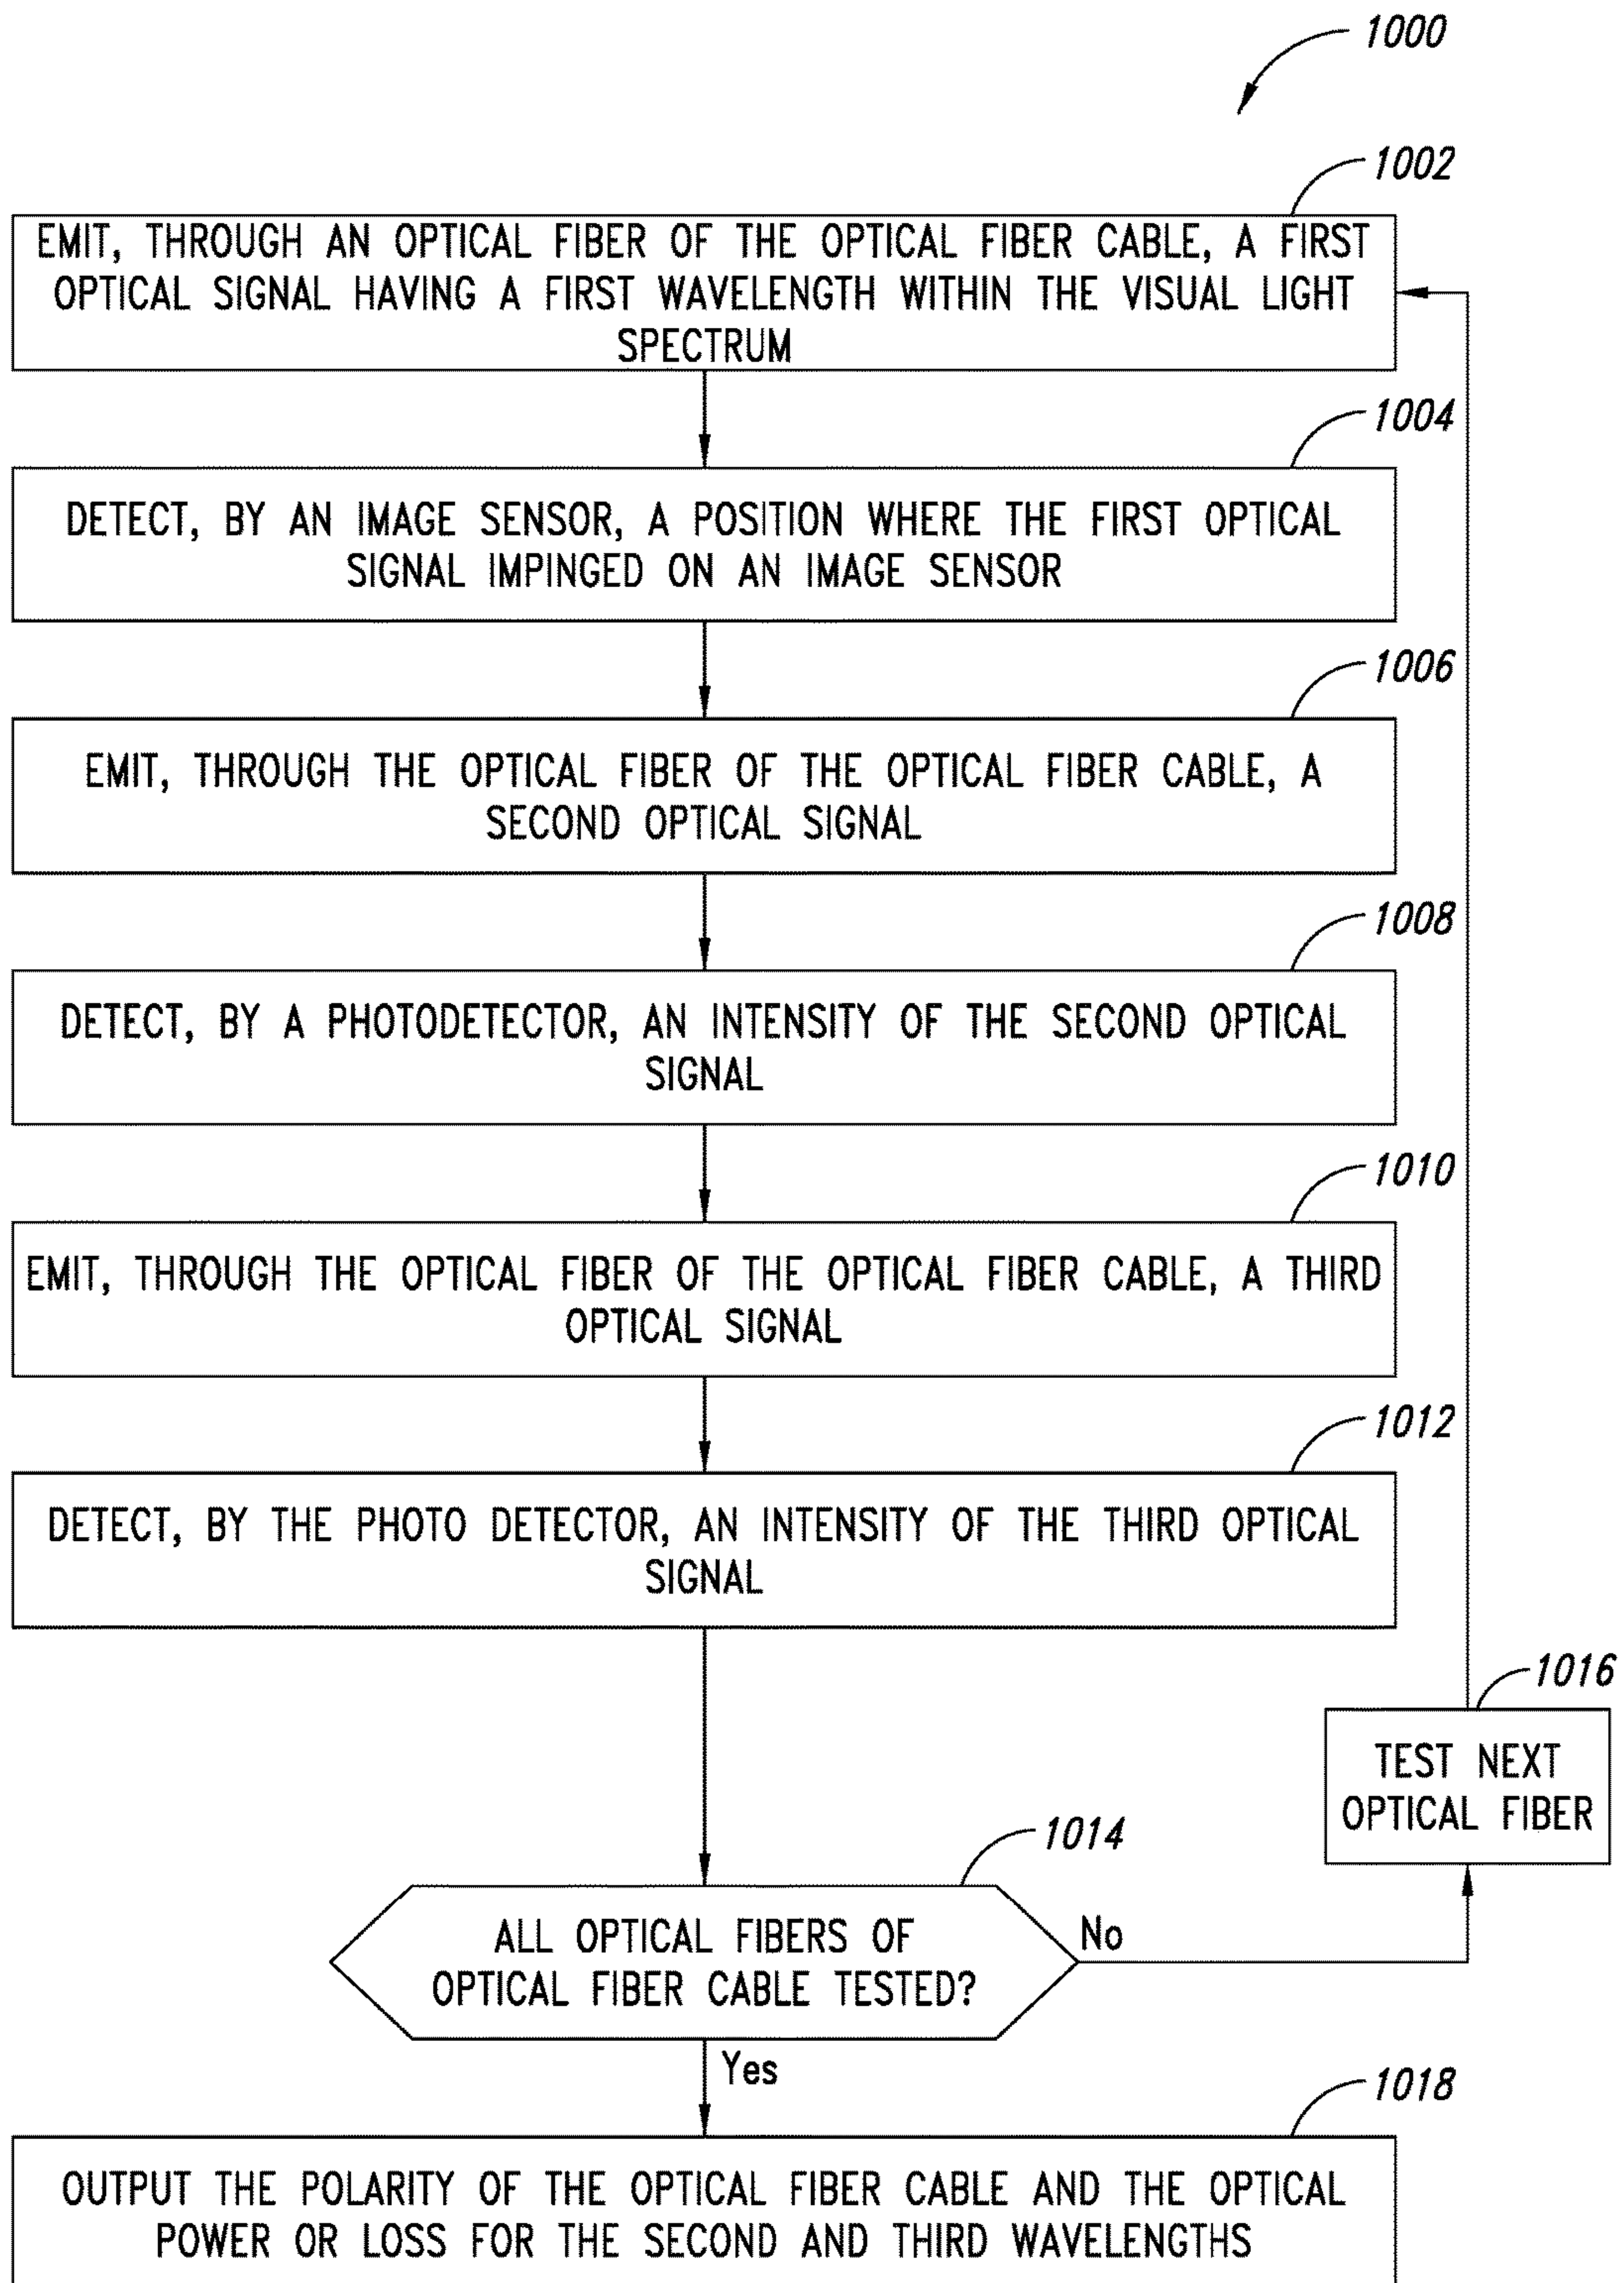 1000
1002
EMIT, THROUGH AN OPTICAL FIBER OF THE OPTICAL FIBER CABLE, A FIRST
OPTICAL SIGNAL HAVING A FIRST WAVELENGTH WITHIN THE VISUAL LIGHT
SPECTRUM
1004
DETECT, BY AN IMAGE SENSOR, A POSITION WHERE THE FIRST OPTICAL
SIGNAL IMPINGED ON AN IMAGE SENSOR
1006
EMIT, THROUGH THE OPTICAL FIBER OF THE OPTICAL FIBER CABLE, A
SECOND OPTICAL SIGNAL
1008
DETECT, BY A PHOTODETECTOR, AN INTENSITY OF THE SECOND OPTICAL
SIGNAL
1010
EMIT, THROUGH THE OPTICAL FIBER OF THE OPTICAL FIBER CABLE, A THIRD
OPTICAL SIGNAL
1012
DETECT, BY THE PHOTO DETECTOR, AN INTENSITY OF THE THIRD OPTICAL
SIGNAL
1016
TEST NEXT
OPTICAL FIBER
1014
ALL OPTICAL FIBERS OF
OPTICAL FIBER CABLE TESTED?
No
Yes
1018
OUTPUT THE POLARITY OF THE OPTICAL FIBER CABLE AND THE OPTICAL
POWER OR LOSS FOR THE SECOND AND THIRD WAVELENGTHS